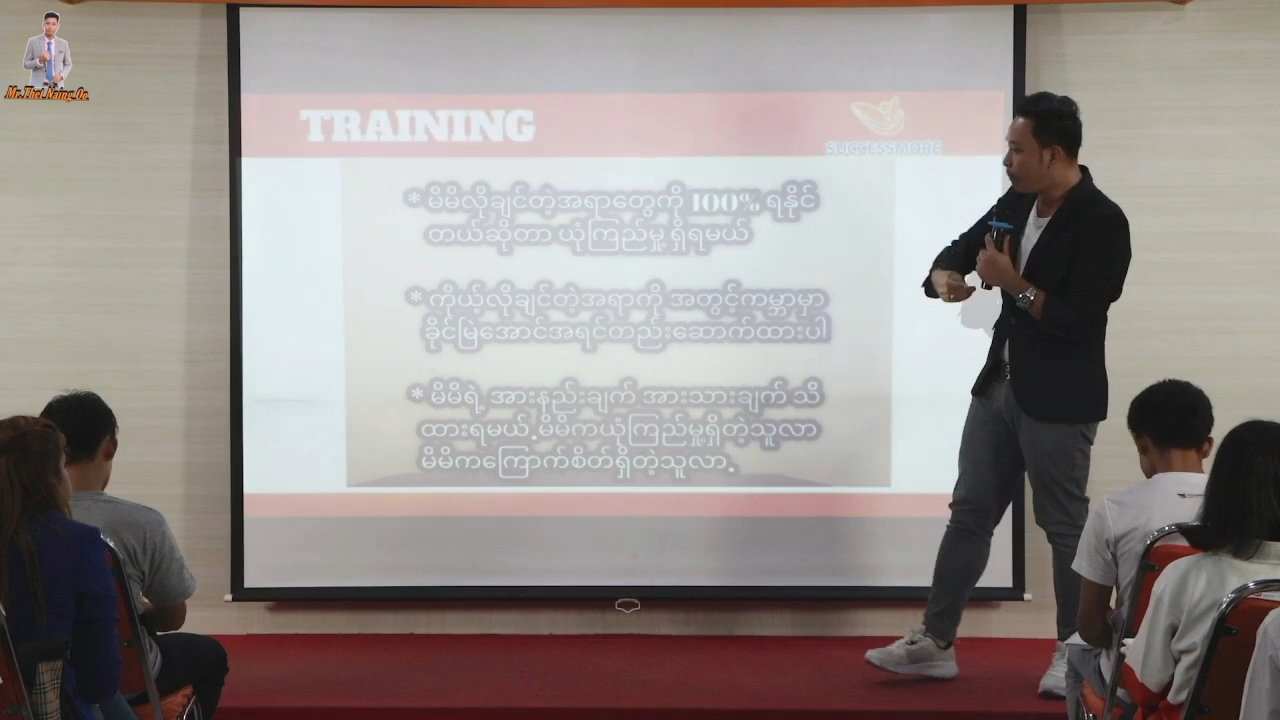 Mr.Thet Naing Oo
TRAINING
SUCCESSMORE
* မိမိလိုချင်တဲ့အရာတွေကို 100% ရနိုင်
တယ်ဆိုတာ ယုံကြည်မှု့ ရှိရမယ်
* ကိုယ်လိုချင်တဲ့အရာကို အတွင်ကမ္ဘာမှာ
ခိုင်မြဲအောင်အရင်တည်းဆောက်ထားပါ
* မိမိရဲ့ အားနည်းချက် အားသားချက် သိ
ထားရမယ်.မိမိကယုံကြည်မှု့ရှိတဲ့သူလာ
မိမိကကြောက်စိတ်ရှိတဲ့သူလာ.